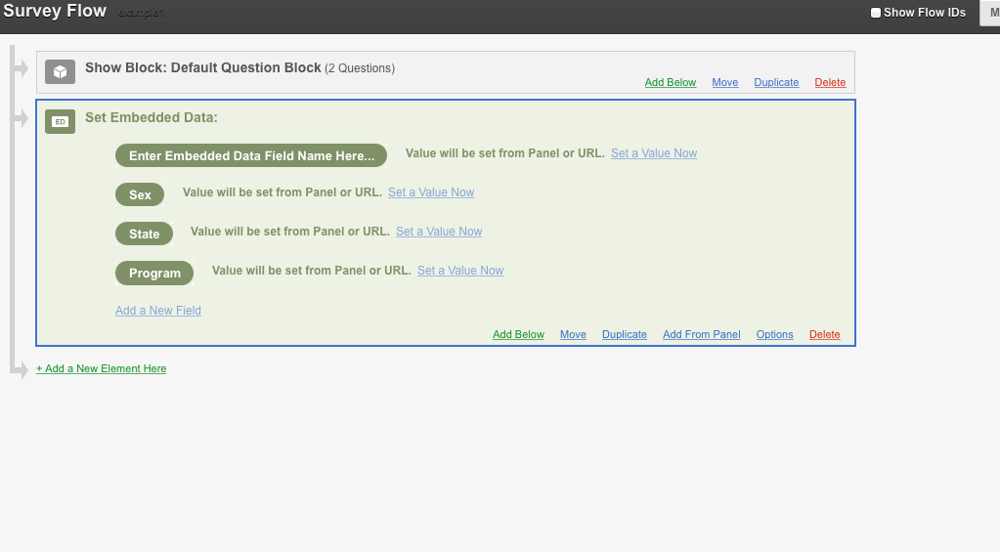 Survey Flow example1 Show Flow IDs M
Show Block: Default Question Block (2 Questions)
Add Below Move Duplicate Delete
ED Set Embedded Data:
Enter Embedded Data Field Name Here... Value will be set from Panel or URL. Set a Value Now
Sex Value will be set from Panel or URL. Set a Value Now
State Value will be set from Panel or URL. Set a Value Now
Program Value will be set from Panel or URL. Set a Value Now
Add a New Field
Add Below Move Duplicate Add From Panel Options Delete
+ Add a New Element Here